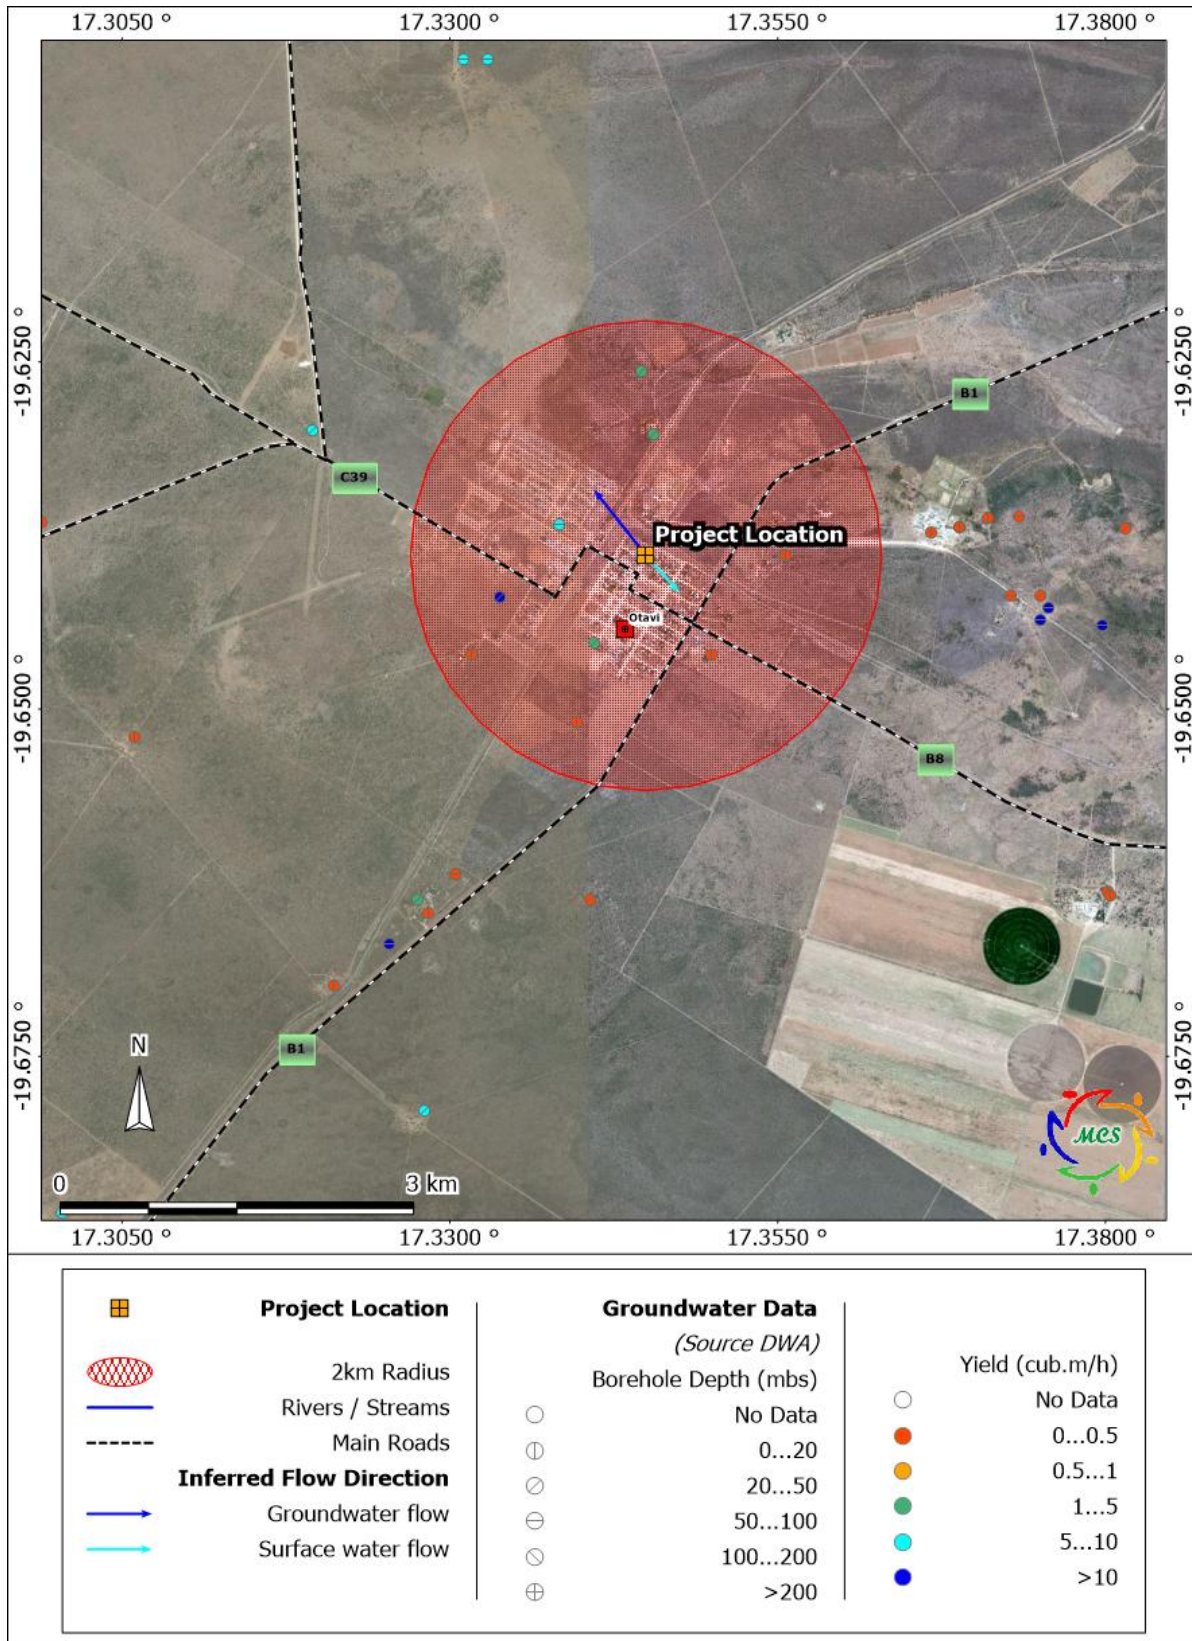 17.3050 ° 17.3300 ° 17.3550 ° 17.3800 °
-19.6250 ° -19.6250 °
B1
C39
Project Location
Otavi
-19.6500 ° -19.6500 °
B8
N
B1
-19.6750 ° -19.6750 °
MCS
0 3 km
17.3050 ° 17.3300 ° 17.3550 ° 17.3800 °
Project Location
2km Radius
Rivers / Streams
Main Roads
Inferred Flow Direction
Groundwater flow
Surface water flow
Groundwater Data
(Source DWA)
Borehole Depth (mbs)
No Data
0...20
20...50
50...100
100...200
>200
Yield (cub.m/h)
No Data
0...0.5
0.5...1
1...5
5...10
>10